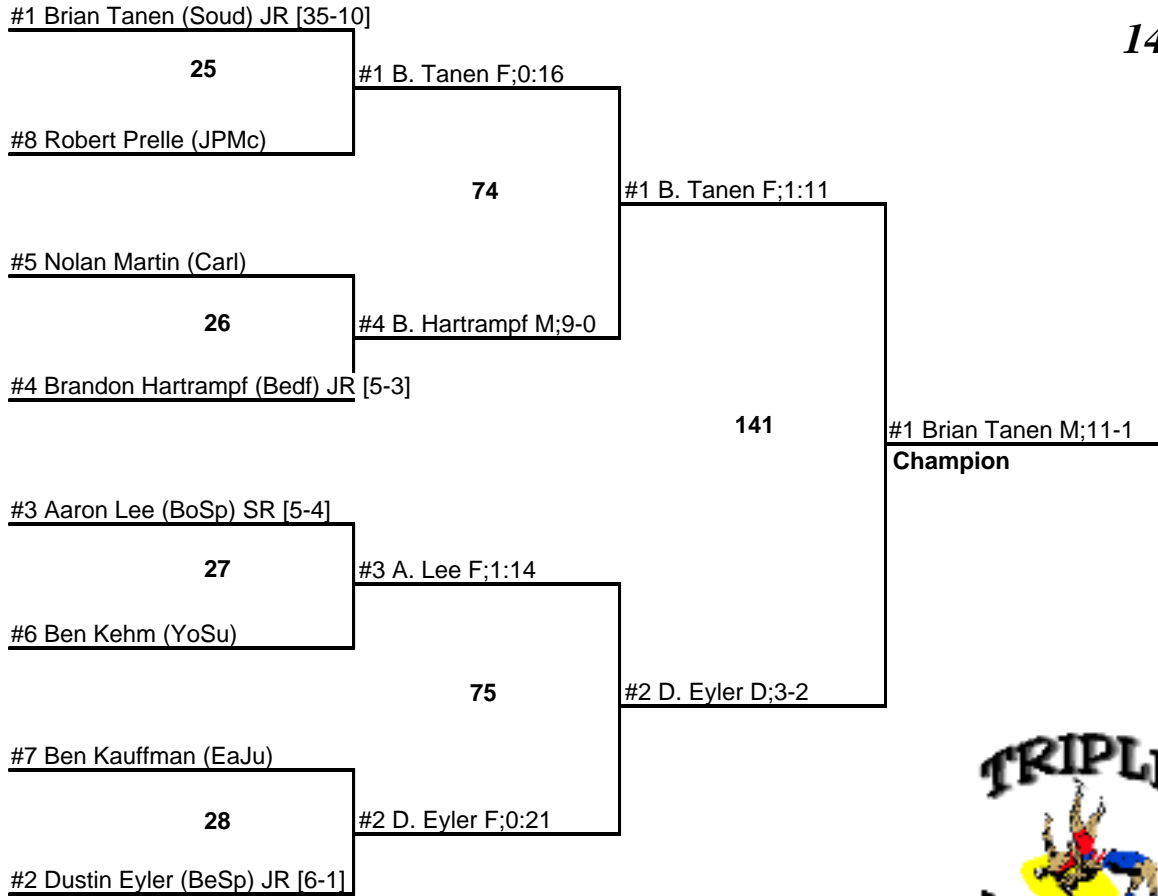 #1 Brian Tanen (Soud) JR [35-10]
14
25
#1 B. Tanen F;0:16
#8 Robert Prelle (JPMc)
74
#1 B. Tanen F;1:11
#5 Nolan Martin (Carl)
26
#4 B. Hartrampf M;9-0
#4 Brandon Hartrampf (Bedf) JR [5-3]
141
#1 Brian Tanen M;11-1
Champion
#3 Aaron Lee (BoSp) SR [5-4]
27
#3 A. Lee F;1:14
#6 Ben Kehm (YoSu)
75
#2 D. Eyler D;3-2
#7 Ben Kauffman (EaJu)
28
#2 D. Eyler F;0:21
#2 Dustin Eyler (BeSp) JR [6-1]
TRIPL